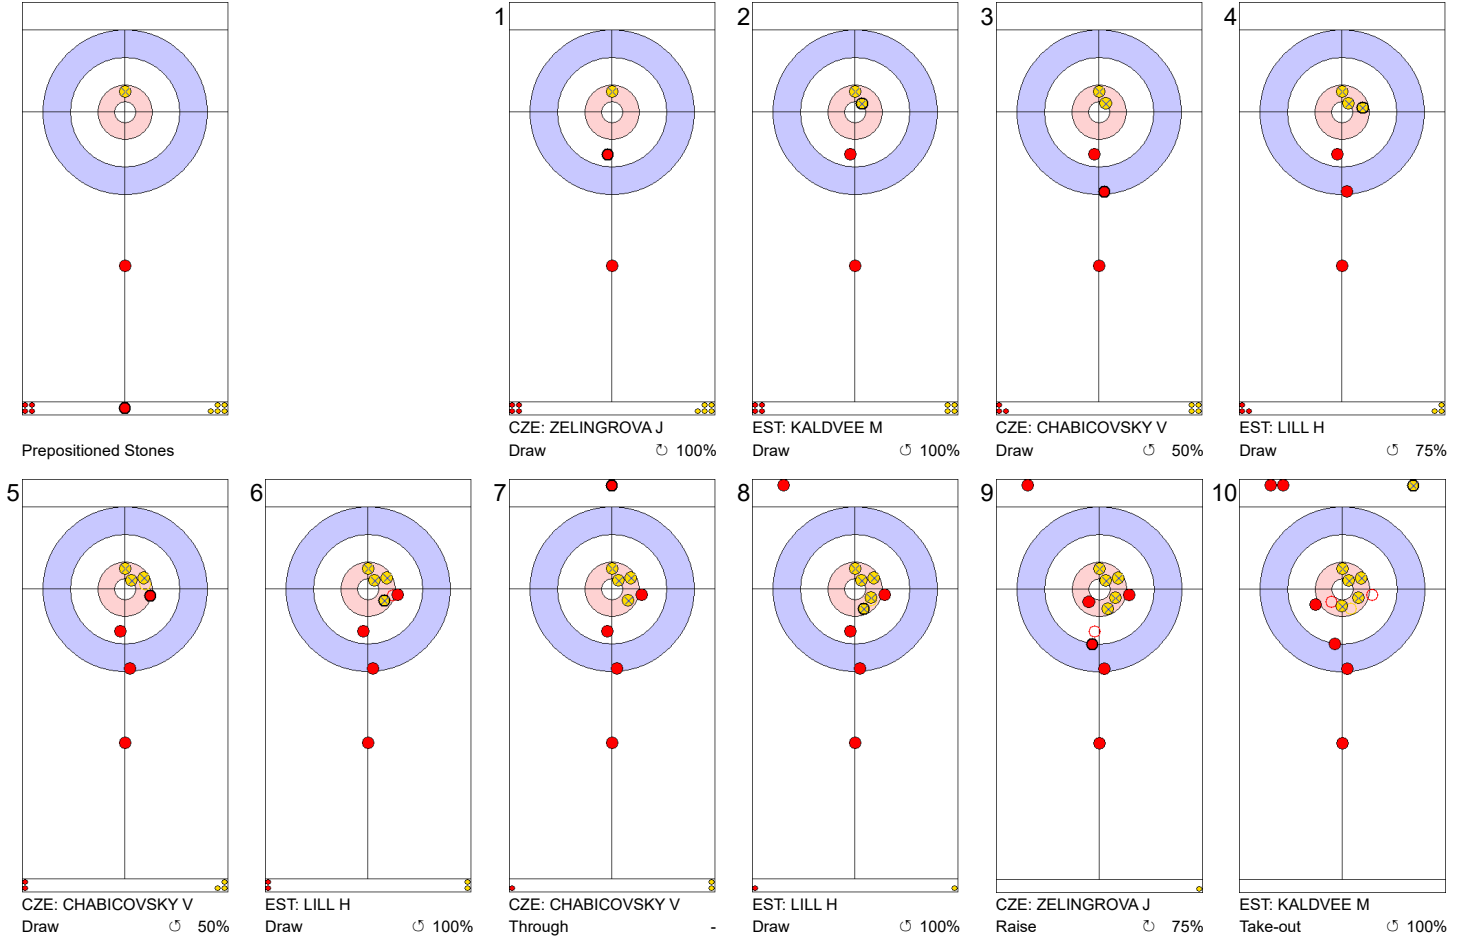 1 2 3 4
Prepositioned Stones
CZE: ZELINGROVA J
Draw ↻ 100%
EST: KALDVEE M
Draw ↺ 100%
CZE: CHABICOVSKY V
Draw ↺ 50%
EST: LILL H
Draw ↺ 75%
5 6 7 8 9 10
CZE: CHABICOVSKY V
Draw ↺ 50%
EST: LILL H
Draw ↺ 100%
CZE: CHABICOVSKY V
Through -
EST: LILL H
Draw ↺ 100%
CZE: ZELINGROVA J
Raise ↻ 75%
EST: KALDVEE M
Take-out ↺ 100%